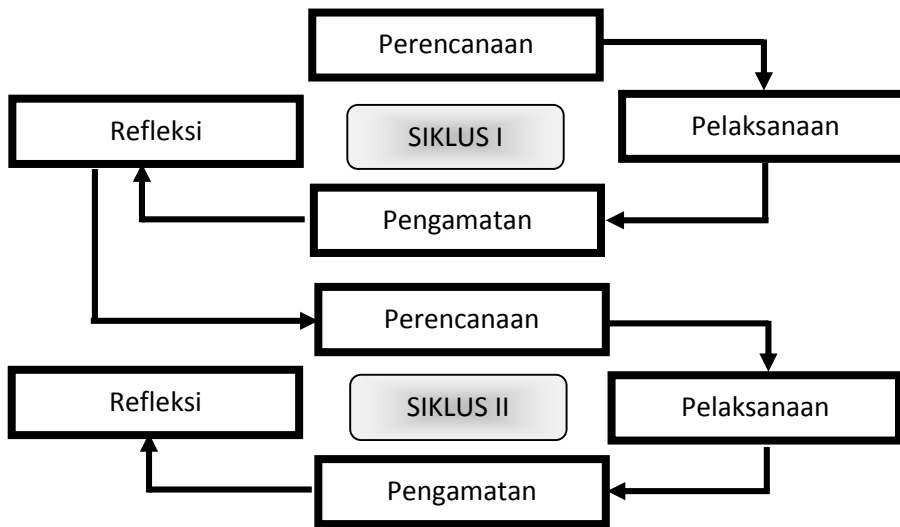 Perencanaan
Refleksi
SIKLUS I
Pelaksanaan
Pengamatan
Perencanaan
Refleksi
SIKLUS II
Pelaksanaan
Pengamatan